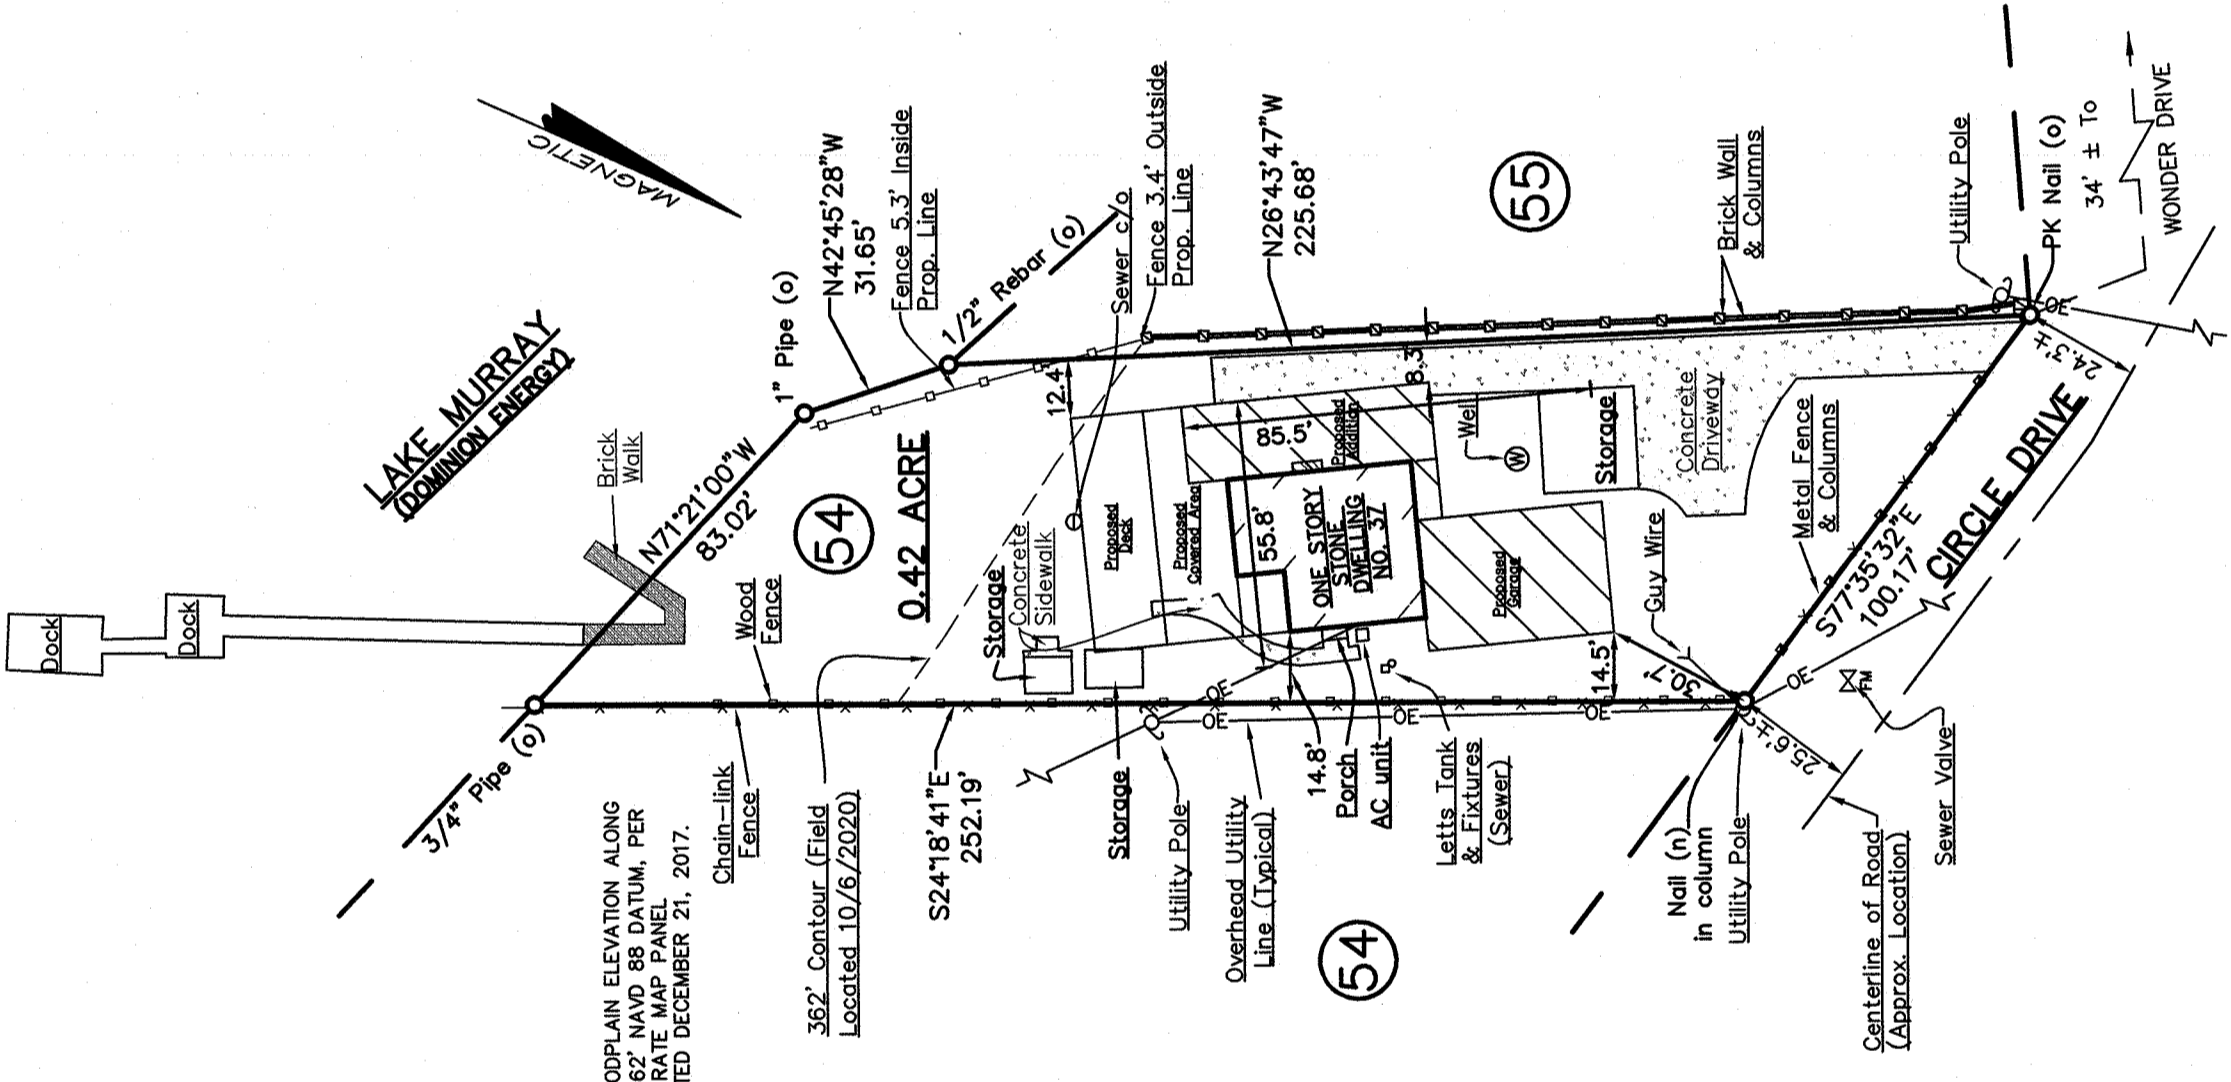 Dock
Dock
LAKE MURRAY
(DOMINION ENERGY)
MAGNETIC
Brick
Walk
N71°21'00"W
83.02'
1" Pipe (o)
N42°45'28"W
31.65'
Fence 5.3' Inside
Prop. Line
1/2" Rebar (o)
Sewer c/o
Fence 3.4' Outside
Prop. Line
N26°43'47"W
225.68'
55
Brick Wall
& Columns
Utility Pole
PK Nail (o)
34' ± To
WONDER DRIVE
OE
24.3'±
3/4" Pipe (o)
Wood
Fence
54
0.42 ACRE
Storage
Concrete
Sidewalk
12.4'
Proposed
Deck
Proposed
Covered Area
85.5'
Proposed
Addition
8.3'
55.8'
ONE STORY
STONE
DWELLING
NO. 37
Well
W
Storage
Concrete
Driveway
Proposed
Garage
Guy Wire
Metal Fence
& Columns
S77°35'32"E
100.17'
CIRCLE DRIVE
14.5'
30.7'
OE
OE
OE
OE
OE
FM
25.6'±
ODPLAIN ELEVATION ALONG
62' NAVD 88 DATUM, PER
RATE MAP PANEL
TED DECEMBER 21, 2017.
Chain-link
Fence
362' Contour (Field
Located 10/6/2020)
S24°18'41"E
252.19'
Storage
Utility Pole
Overhead Utility
Line (Typical)
14.8'
Porch
AC unit
Letts Tank
& Fixtures
(Sewer)
54
Nail (n)
in column
Utility Pole
Centerline of Road
(Approx. Location)
Sewer Valve